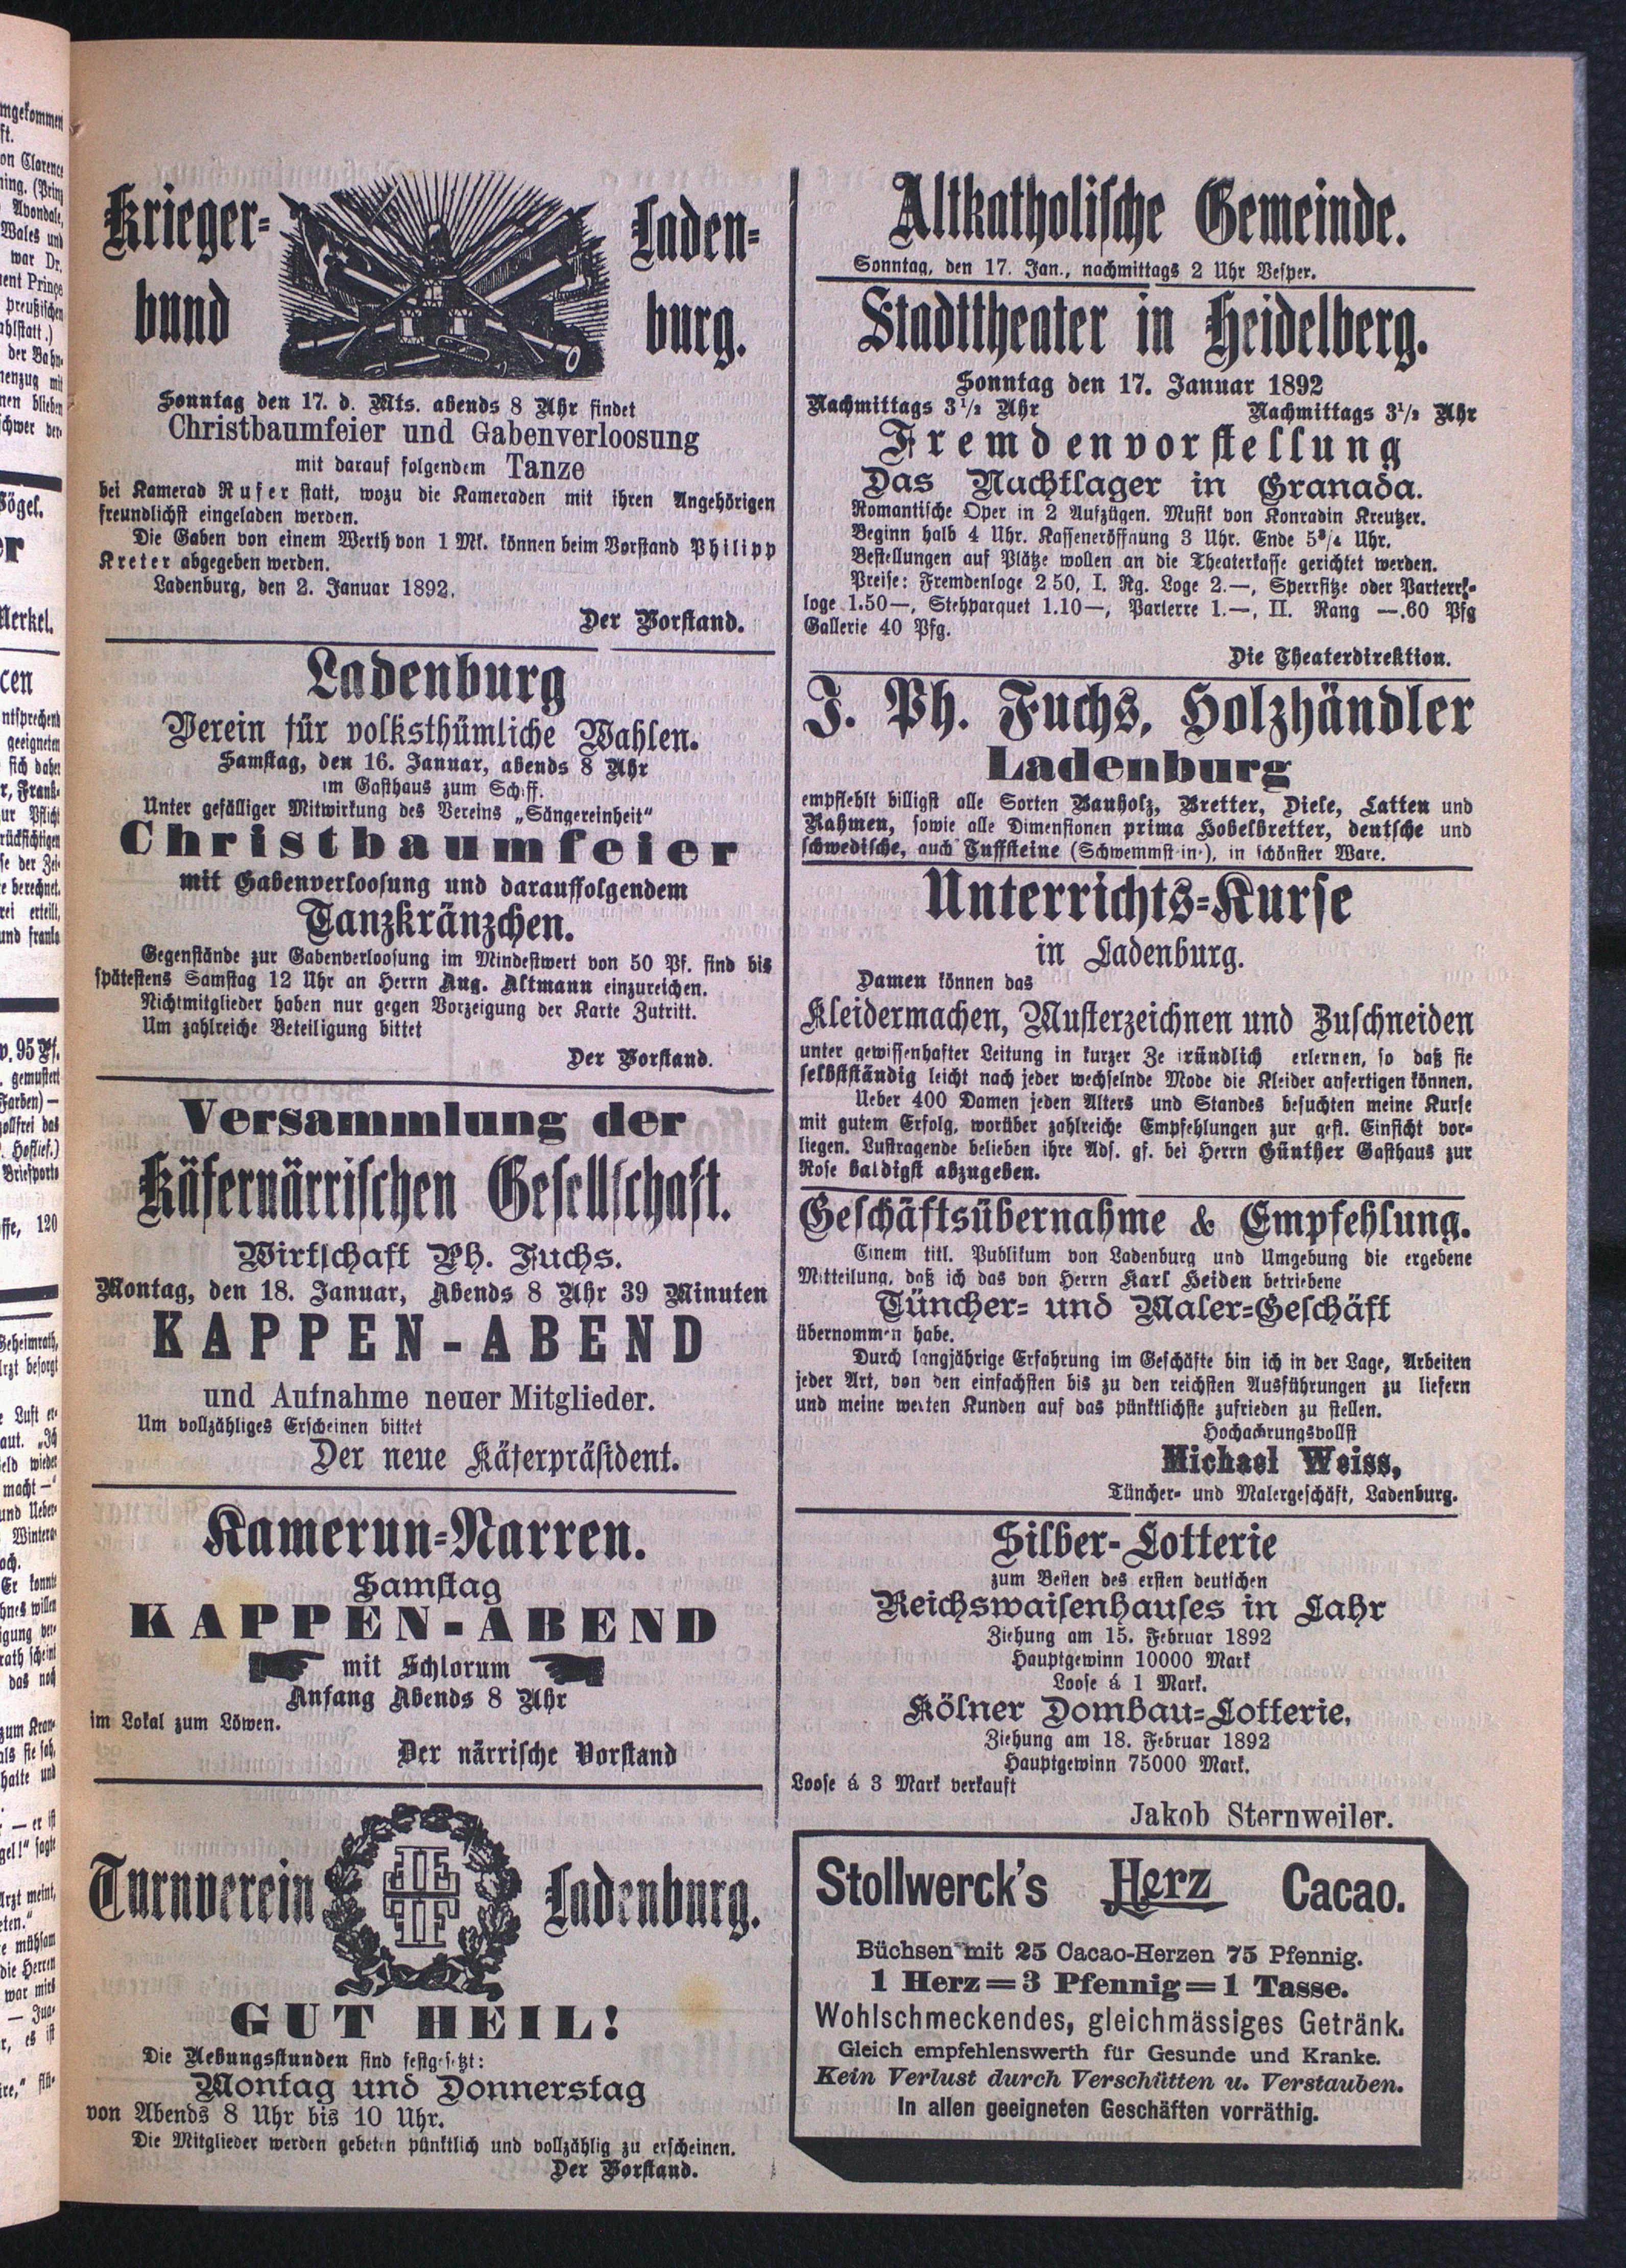 Krieger-
bund
Laden-
burg.
Sonntag den 17. d. Mts. abends 8 Uhr findet
Christbaumfeier und Gabenverloosung
mit darauf folgendem Tanze
bei Kamerad Rufer statt, wozu die Kameraden mit ihren Angehörigen
freundlichst eingeladen werden.
Die Gaben von einem Werth von 1 Mk. können beim Vorstand Philipp
Kreter abgegeben werden.
Ladenburg, den 2. Januar 1892.
Der Vorstand.
Ladenburg
Verein für volksthümliche Wahlen.
Samstag, den 16. Januar, abends 8 Uhr
im Gasthaus zum Schiff.
Unter gefälliger Mitwirkung des Vereins „Sängereinheit“
Christbaumfeier
mit Gabenverloosung und darauffolgendem
Tanzkränzchen.
Gegenstände zur Gabenverloosung im Mindestwert von 50 Pf. sind bis
spätestens Samstag 12 Uhr an Herrn Aug. Altmann einzureichen.
Nichtmitglieder haben nur gegen Vorzeigung der Karte Zutritt.
Um zahlreiche Beteiligung bittet
Der Vorstand.
Versammlung der
Käfernärrischen Gesellschaft.
Wirtschaft Ph. Fuchs.
Montag, den 18. Januar, Abends 8 Uhr 39 Minuten
KAPPEN-ABEND
und Aufnahme neuer Mitglieder.
Um vollzähliges Erscheinen bittet
Der neue Käferpräsident.
Kamerun-Narren.
Samstag
KAPPEN-ABEND
mit Schlorum
Anfang Abends 8 Uhr
im Lokal zum Löwen.
Der närrische Vorstand
Turnverein Ladenburg.
GUT HEIL!
Die Uebungsstunden sind festgesetzt:
Montag und Donnerstag
von Abends 8 Uhr bis 10 Uhr.
Die Mitglieder werden gebeten pünktlich und vollzählig zu erscheinen.
Der Vorstand.
Altkatholische Gemeinde.
Sonntag, den 17. Jan., nachmittags 2 Uhr Vesper.
Stadttheater in Heidelberg.
Sonntag den 17. Januar 1892
Nachmittags 3½ Uhr Nachmittags 3½ Uhr
Fremdenvorstellung
Das Nachtlager in Granada.
Romantische Oper in 2 Aufzügen. Musik von Konradin Kreutzer.
Beginn halb 4 Uhr. Kasseneröffnung 3 Uhr. Ende 5¾ Uhr.
Bestellungen auf Plätze wollen an die Theaterkasse gerichtet werden.
Preise: Fremdenloge 2 50, I. Rg. Loge 2.—, Sperrsitze oder Parterre-
loge 1.50—, Stehparquet 1.10—, Parterre 1.—, II. Rang —.60 Pfg
Gallerie 40 Pfg.
Die Theaterdirektion.
J. Ph. Fuchs, Holzhändler
Ladenburg
empfiehlt billigst alle Sorten Bauholz, Bretter, Diele, Latten und
Rahmen, sowie alle Dimensionen prima Hobelbretter, deutsche und
schwedische, auch Tuffsteine (Schwemmstein), in schönster Ware.
Unterrichts-Kurse
in Ladenburg.
Damen können das
Kleidermachen, Musterzeichnen und Zuschneiden
unter gewissenhafter Leitung in kurzer Ze ründlich erlernen, so daß sie
selbstständig leicht nach jeder wechselnde Mode die Kleider anfertigen können.
Ueber 400 Damen jeden Alters und Standes besuchten meine Kurse
mit gutem Erfolg, worüber zahlreiche Empfehlungen zur gefl. Einsicht vor-
liegen. Lusttragende belieben ihre Ads. gf. bei Herrn Günther Gasthaus zur
Rose baldigst abzugeben.
Geschäftsübernahme & Empfehlung.
Einem titl. Publikum von Ladenburg und Umgebung die ergebene
Mitteilung, daß ich das von Herrn Karl Heiden betriebene
Tüncher- und Maler-Geschäft
übernommen habe.
Durch langjährige Erfahrung im Geschäfte bin ich in der Lage, Arbeiten
jeder Art, von den einfachsten bis zu den reichsten Ausführungen zu liefern
und meine werten Kunden auf das pünktlichste zufrieden zu stellen.
Hochachtungsvollst
Michael Weiss,
Tüncher- und Malergeschäft, Ladenburg.
Silber-Lotterie
zum Besten des ersten deutschen
Reichswaisenhauses in Lahr
Ziehung am 15. Februar 1892
Hauptgewinn 10000 Mark
Loose á 1 Mark.
Kölner Dombau-Lotterie,
Ziehung am 18. Februar 1892
Hauptgewinn 75000 Mark.
Loose á 3 Mark verkauft
Jakob Sternweiler.
Stollwerck's Herz Cacao.
Büchsen mit 25 Cacao-Herzen 75 Pfennig.
1 Herz = 3 Pfennig = 1 Tasse.
Wohlschmeckendes, gleichmässiges Getränk.
Gleich empfehlenswerth für Gesunde und Kranke.
Kein Verlust durch Verschütten u. Verstauben.
In allen geeigneten Geschäften vorräthig.